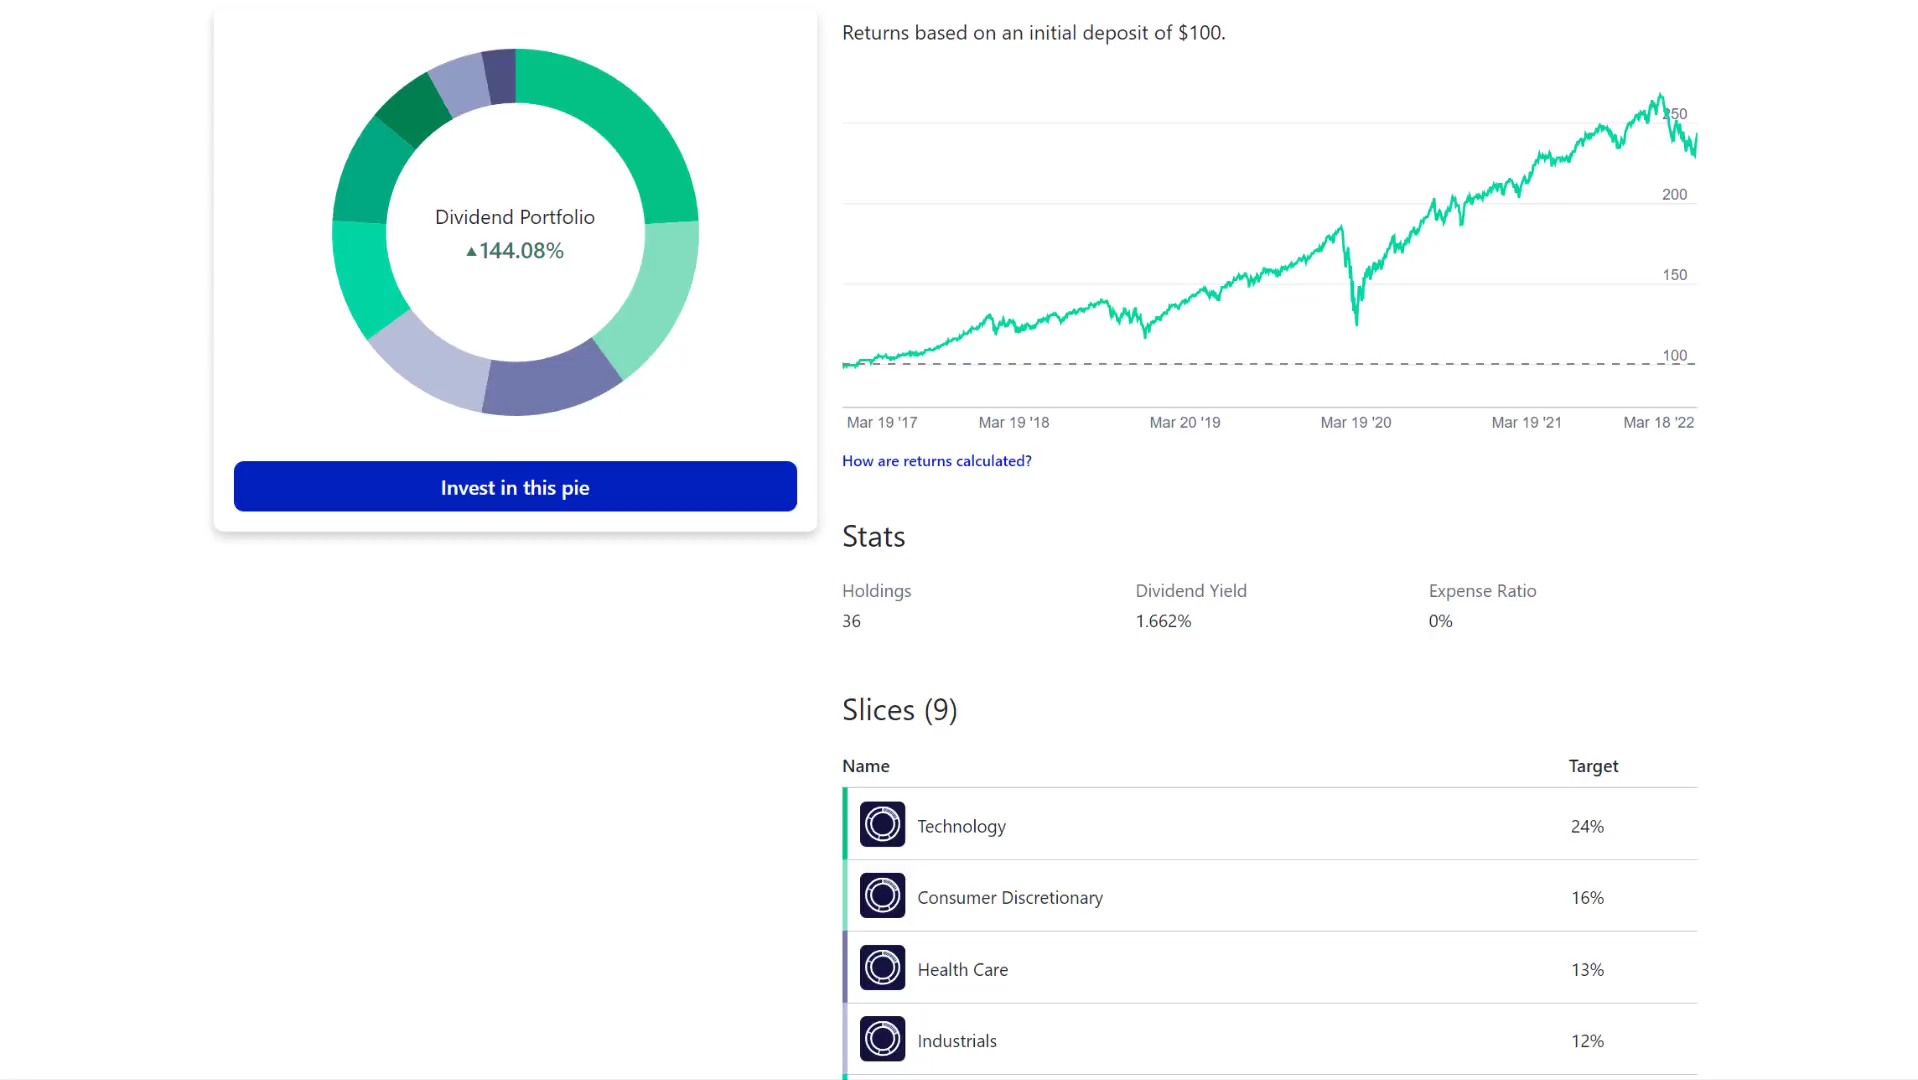 Dividend Portfolio
▲144.08%
Invest in this pie
Returns based on an initial deposit of $100.
250
200
150
100
Mar 19 '17
Mar 19 '18
Mar 20 '19
Mar 19 '20
Mar 19 '21
Mar 18 '22
How are returns calculated?
Stats
Holdings
36
Dividend Yield
1.662%
Expense Ratio
0%
Slices (9)
Name Target
Technology 24%
Consumer Discretionary 16%
Health Care 13%
Industrials 12%